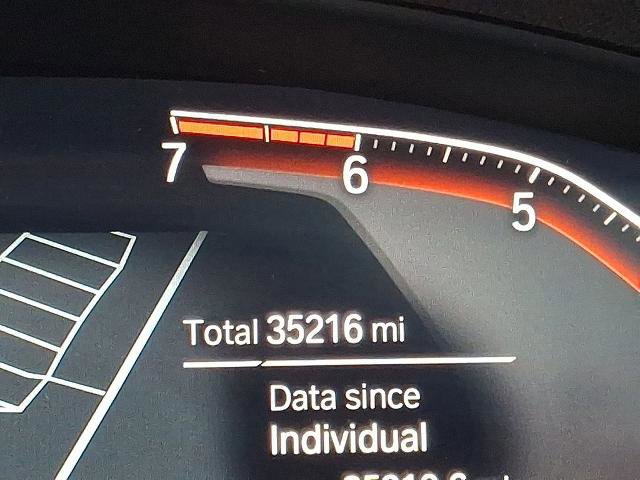 7
6
5
Total 35216 mi
Data since
Individual